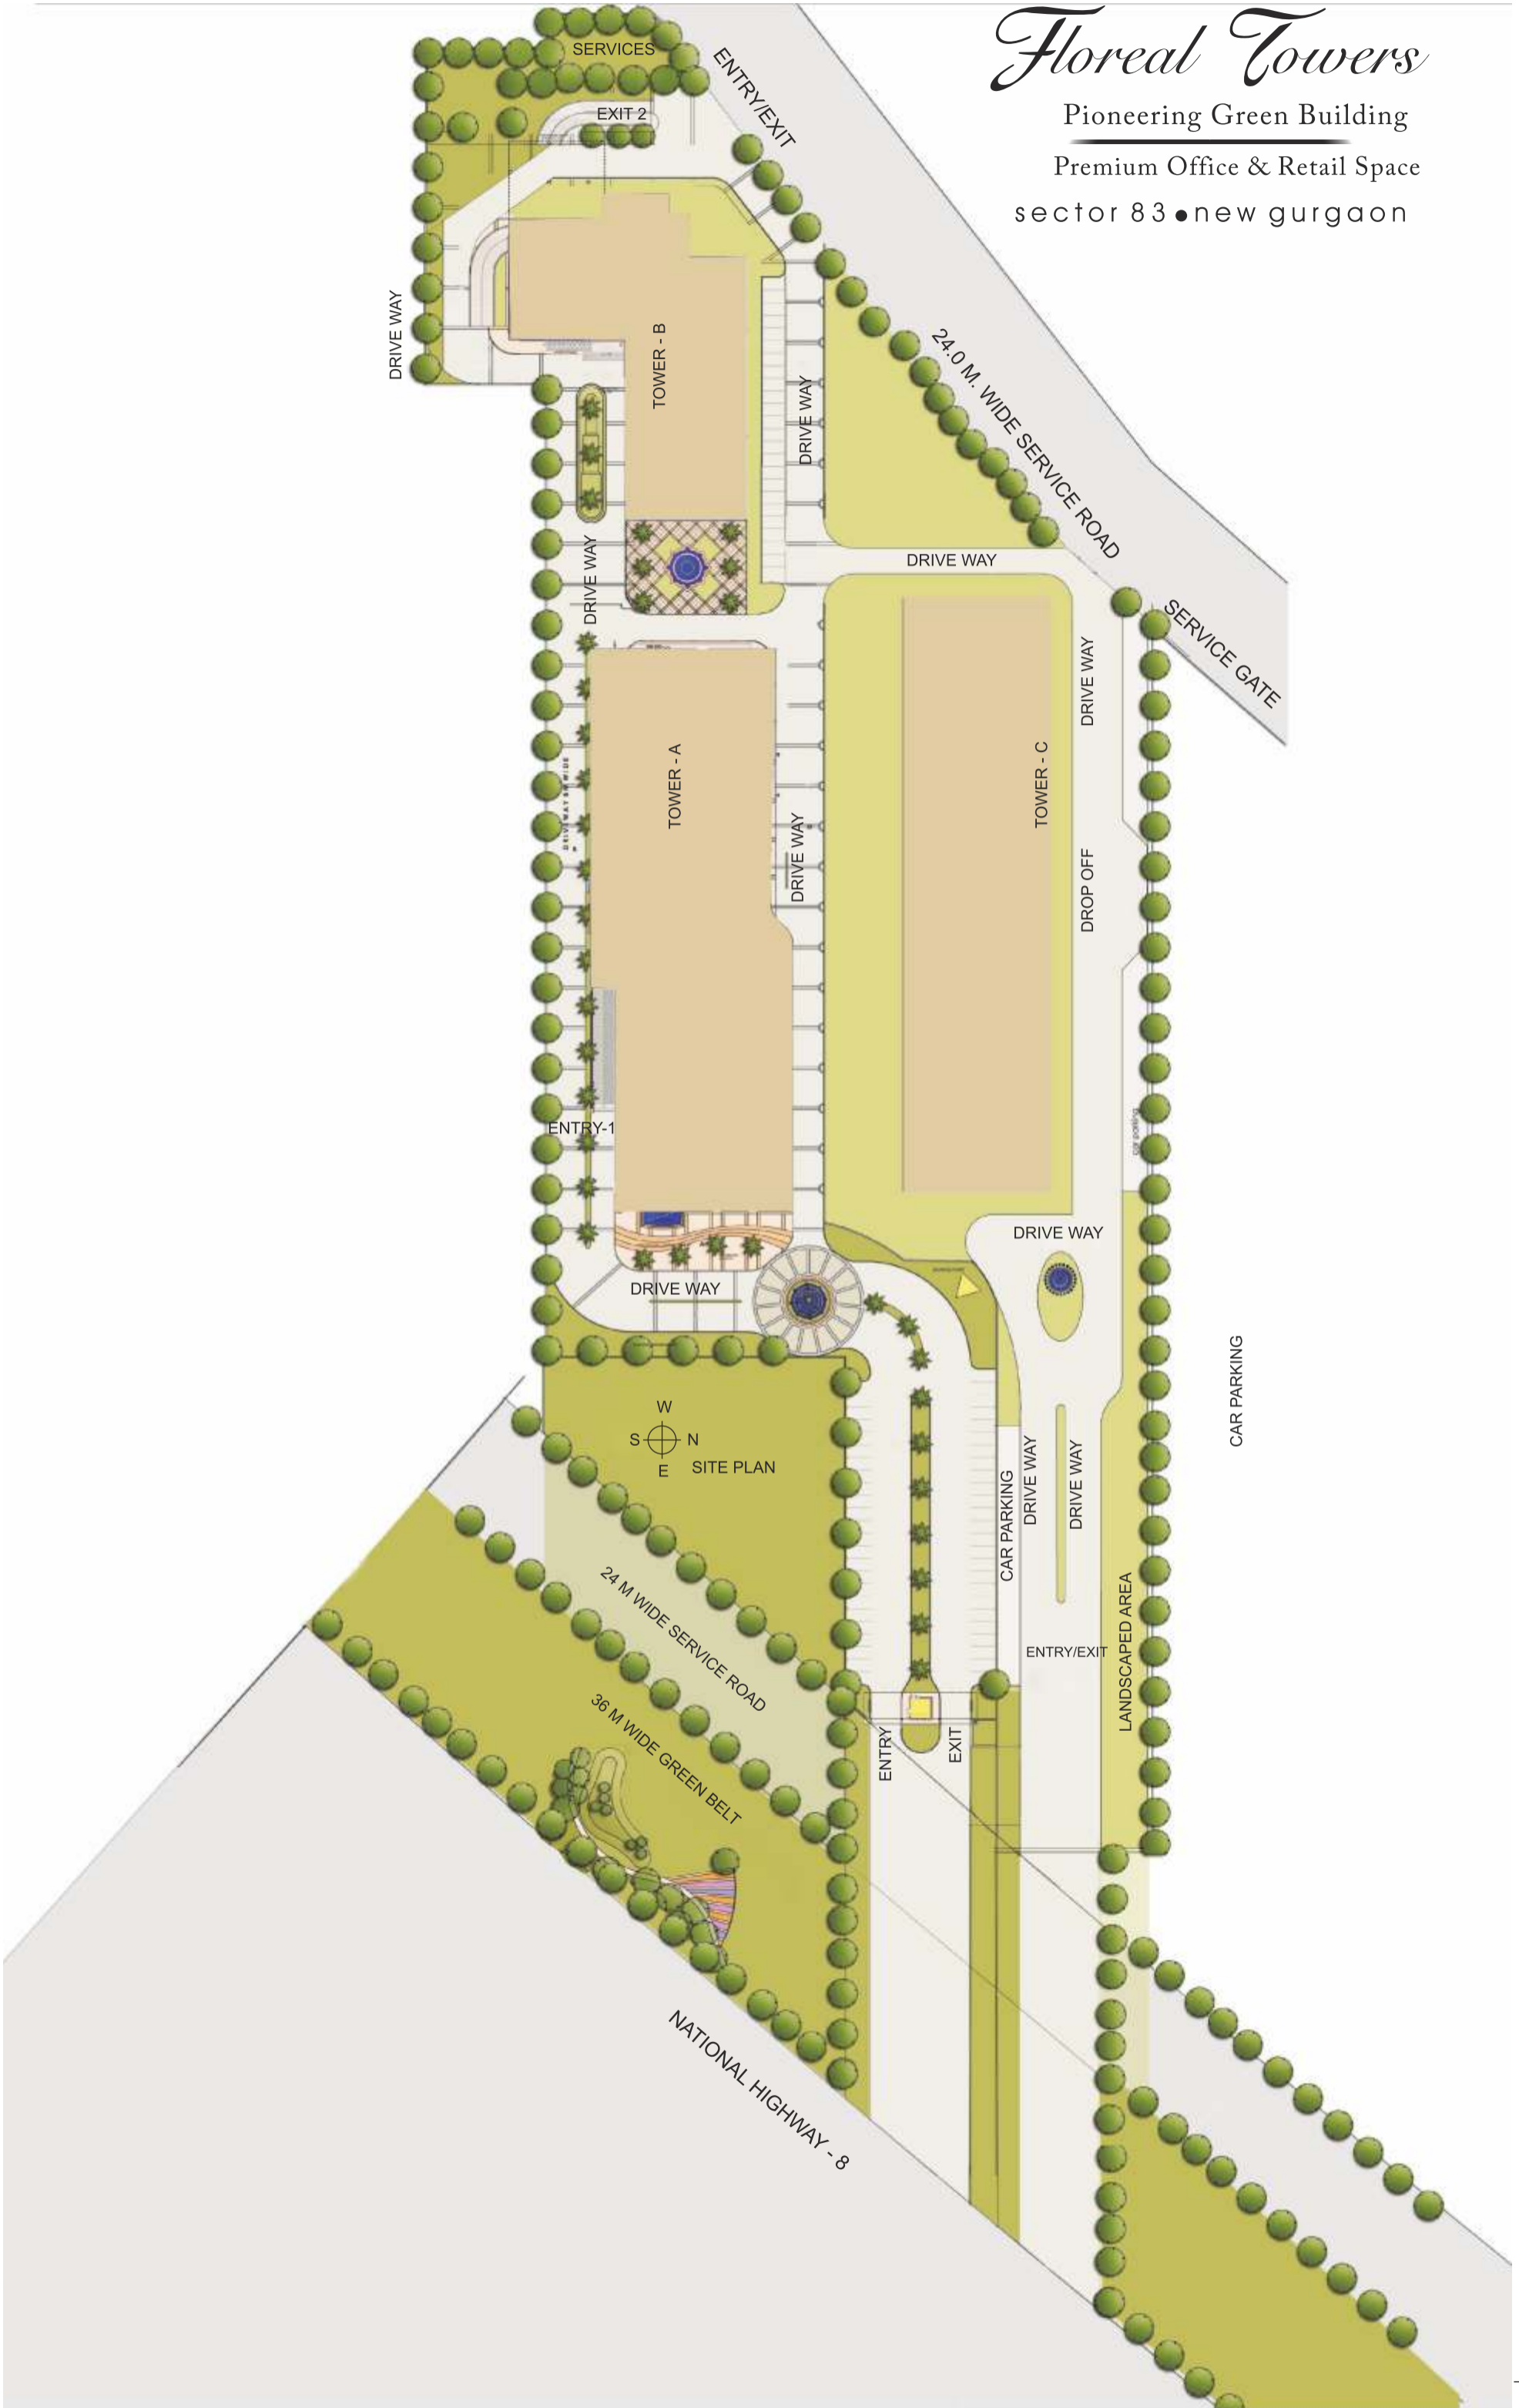 Floreal Towers
Pioneering Green Building
Premium Office & Retail Space
sector 83 • new gurgaon
SERVICES
ENTRY/EXIT
EXIT 2
DRIVE WAY
TOWER - B
DRIVE WAY
24.0 M. WIDE SERVICE ROAD
DRIVE WAY
DRIVE WAY
SERVICE GATE
DRIVE WAY
TOWER - A
TOWER - C
DRIVE WAY
DROP OFF
car parking
ENTRY-1
DRIVE WAY
DRIVE WAY
CAR PARKING
W
S N
E
SITE PLAN
CAR PARKING
DRIVE WAY
DRIVE WAY
24 M WIDE SERVICE ROAD
LANDSCAPED AREA
ENTRY/EXIT
36 M WIDE GREEN BELT
ENTRY
EXIT
NATIONAL HIGHWAY - 8